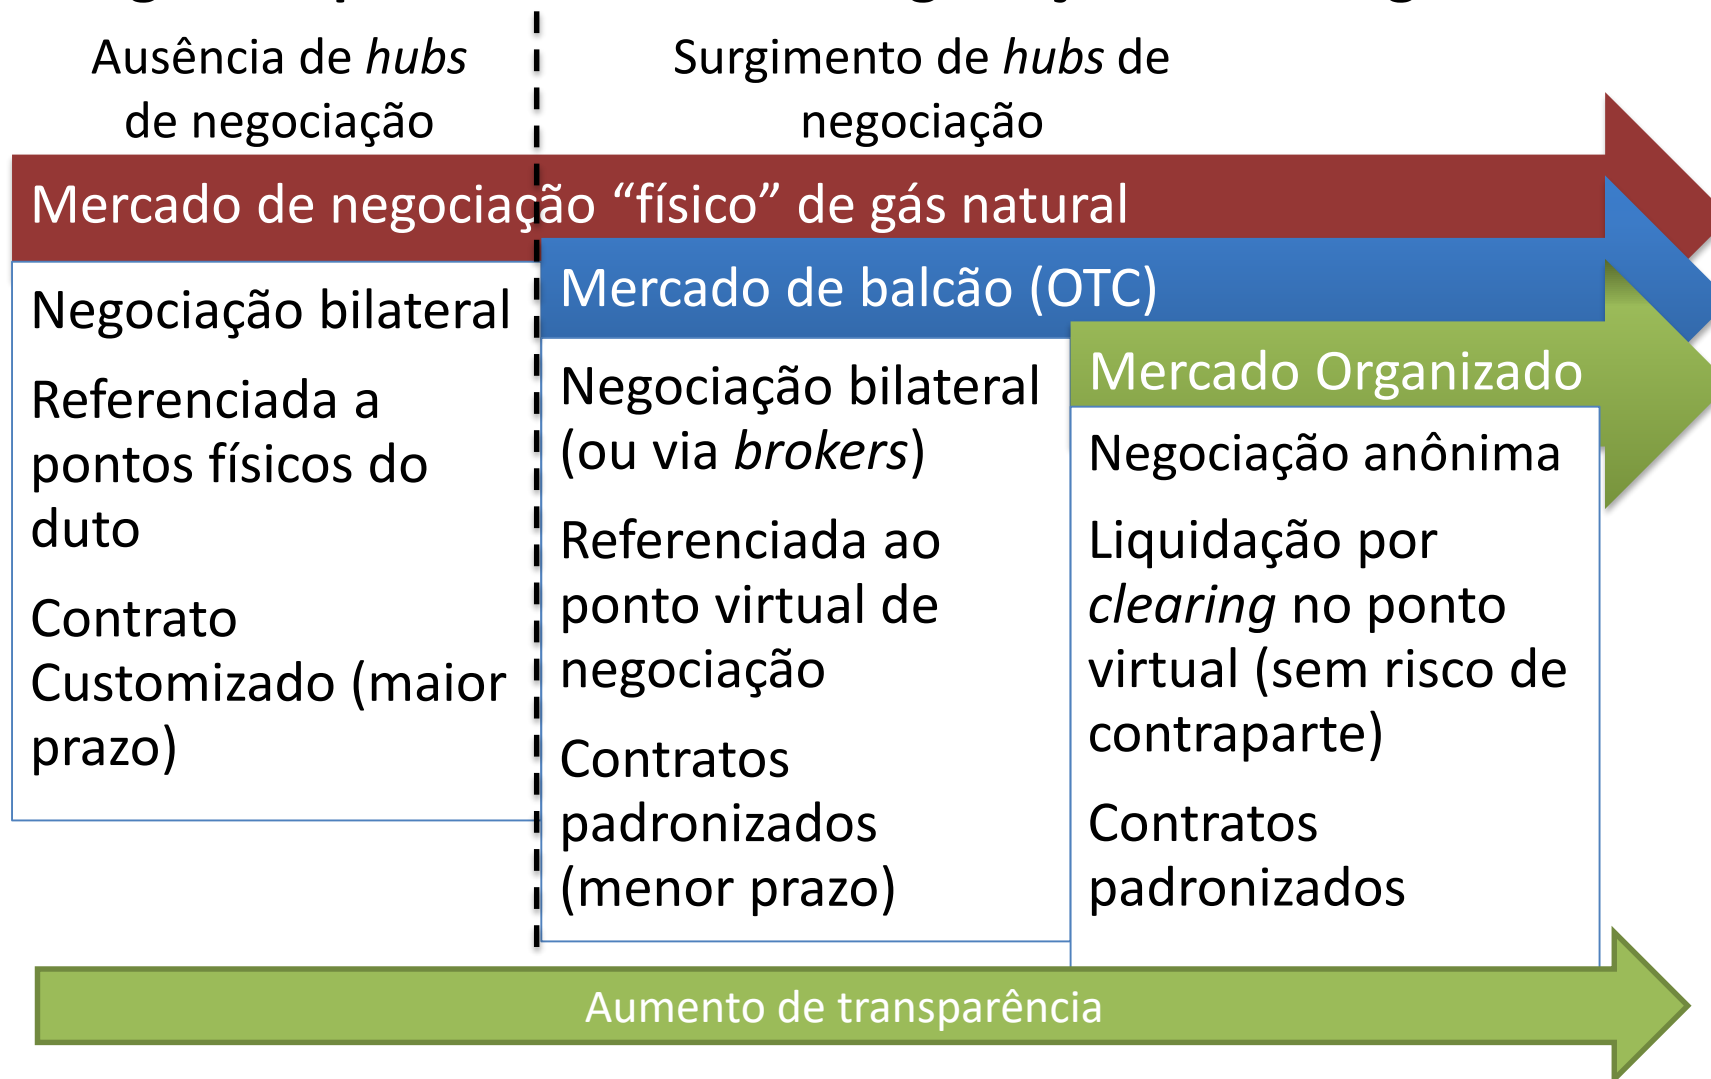 Ausência de hubs
de negociação
Surgimento de hubs de
negociação
Mercado de negociação “físico” de gás natural
Negociação bilateral
Referenciada a
pontos físicos do
duto
Contrato
Customizado (maior
prazo)
Mercado de balcão (OTC)
Negociação bilateral
(ou via brokers)
Referenciada ao
ponto virtual de
negociação
Contratos
padronizados
(menor prazo)
Mercado Organizado
Negociação anônima
Liquidação por
clearing no ponto
virtual (sem risco de
contraparte)
Contratos
padronizados
Aumento de transparência